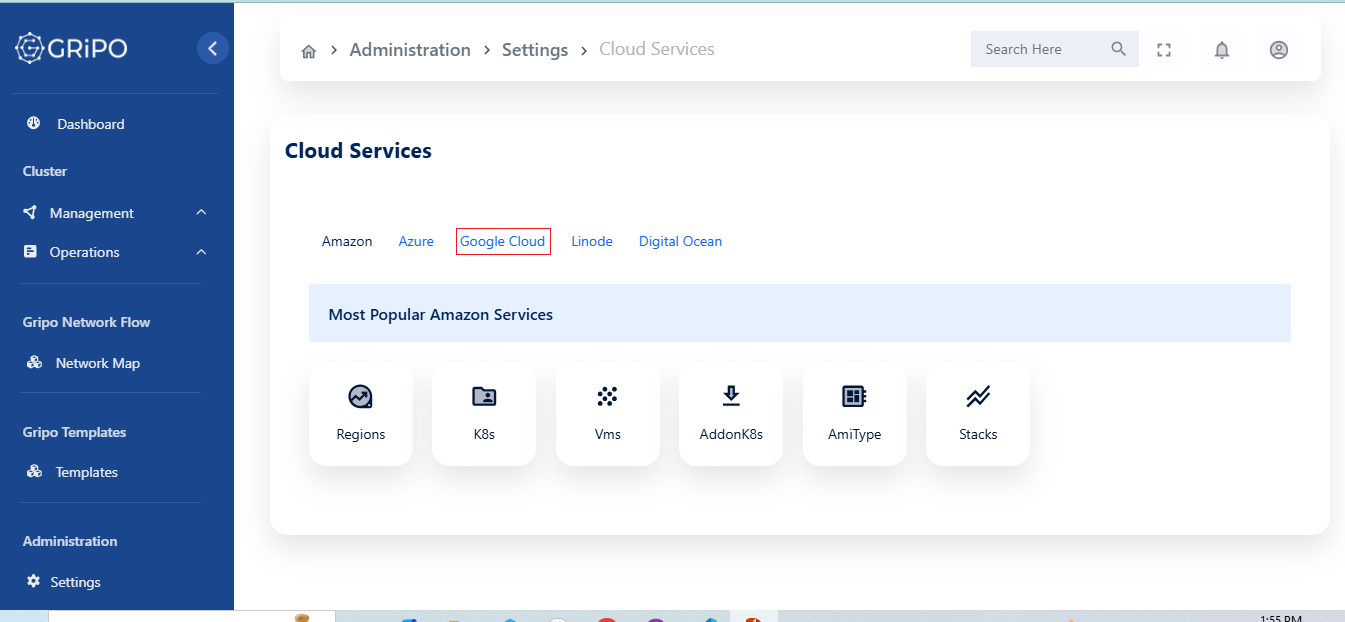 GRiPO
Administration > Settings > Cloud Services
Search Here
Dashboard
Cluster
Management
Operations
Gripo Network Flow
Network Map
Gripo Templates
Templates
Administration
Settings
Cloud Services
Amazon Azure Google Cloud Linode Digital Ocean
Most Popular Amazon Services
Regions K8s Vms AddonK8s AmiType Stacks
1:55 PM